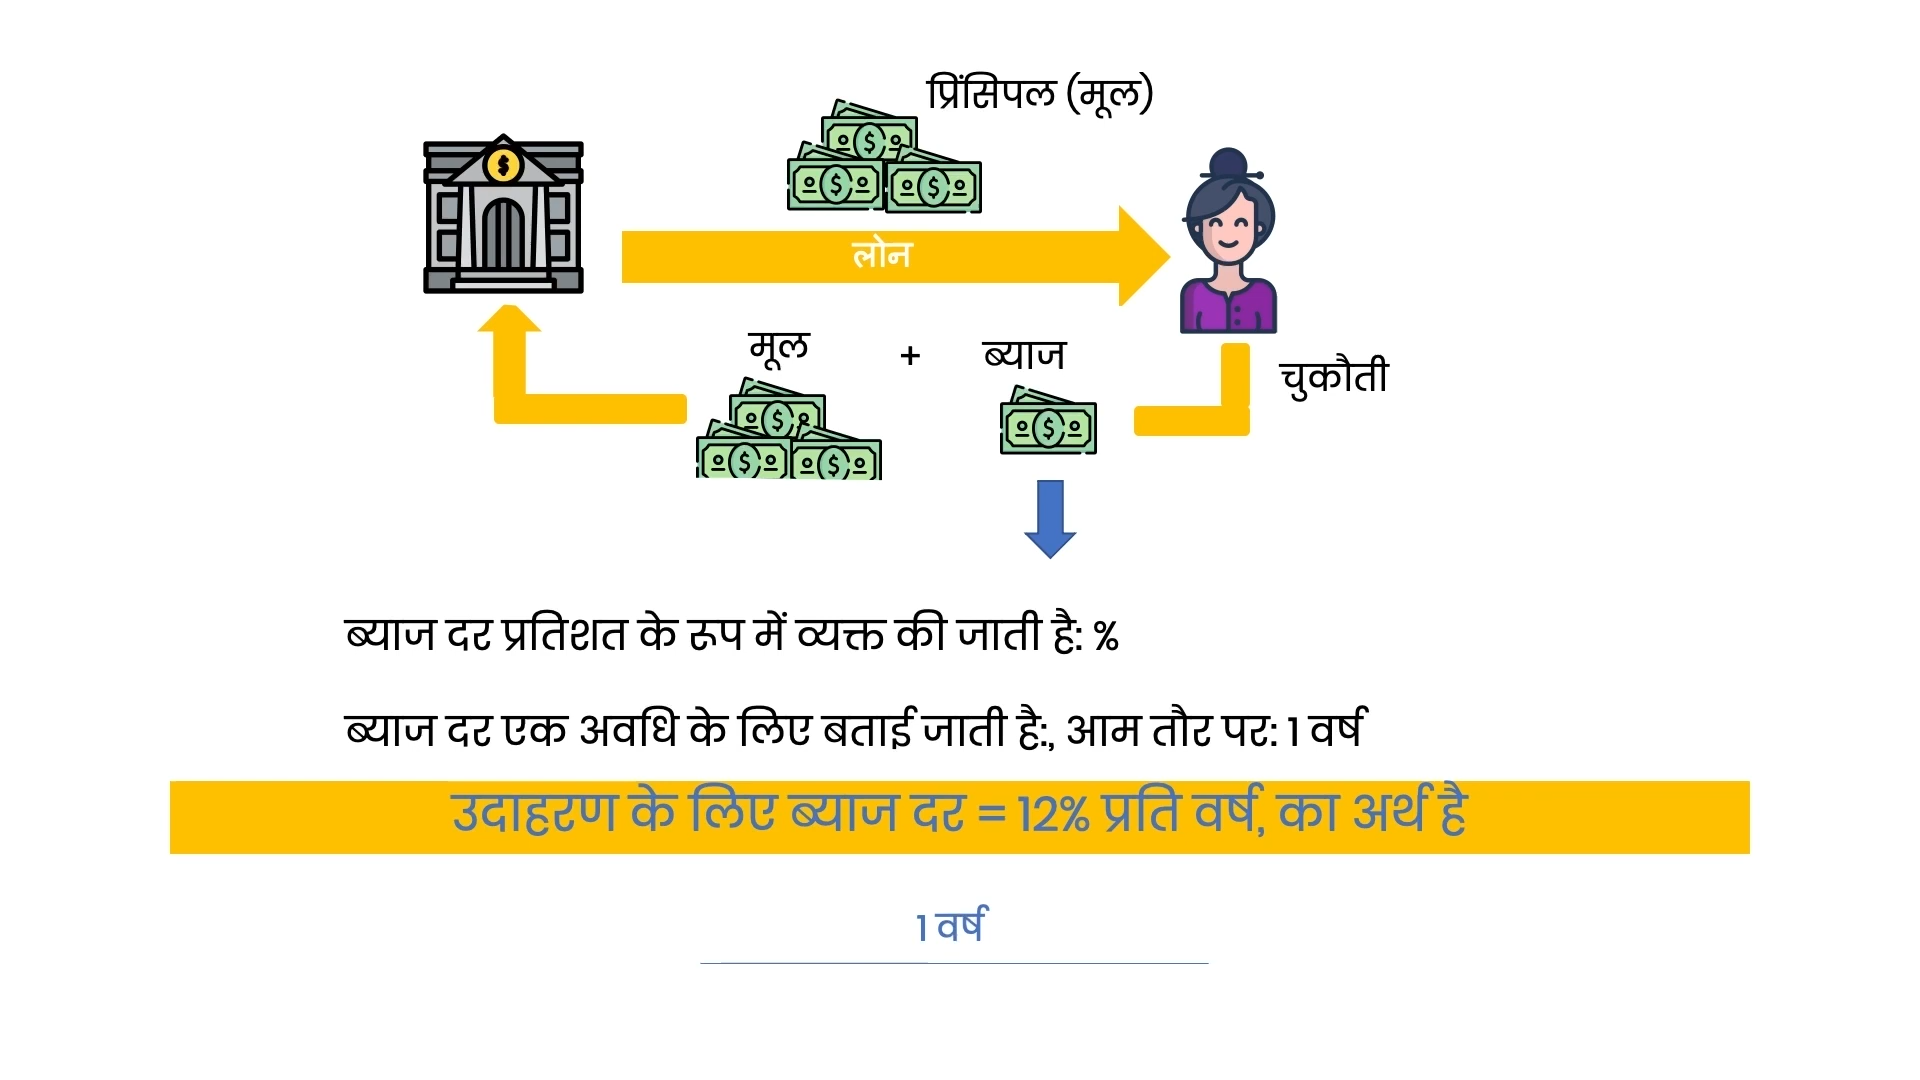 प्रिंसिपल (मूल)
लोन
मूल + ब्याज
चुकौती
ब्याज दर प्रतिशत के रूप में व्यक्त की जाती है: %
ब्याज दर एक अवधि के लिए बताई जाती है:, आम तौर पर: 1 वर्ष
उदाहरण के लिए ब्याज दर = 12% प्रति वर्ष, का अर्थ है
1 वर्ष